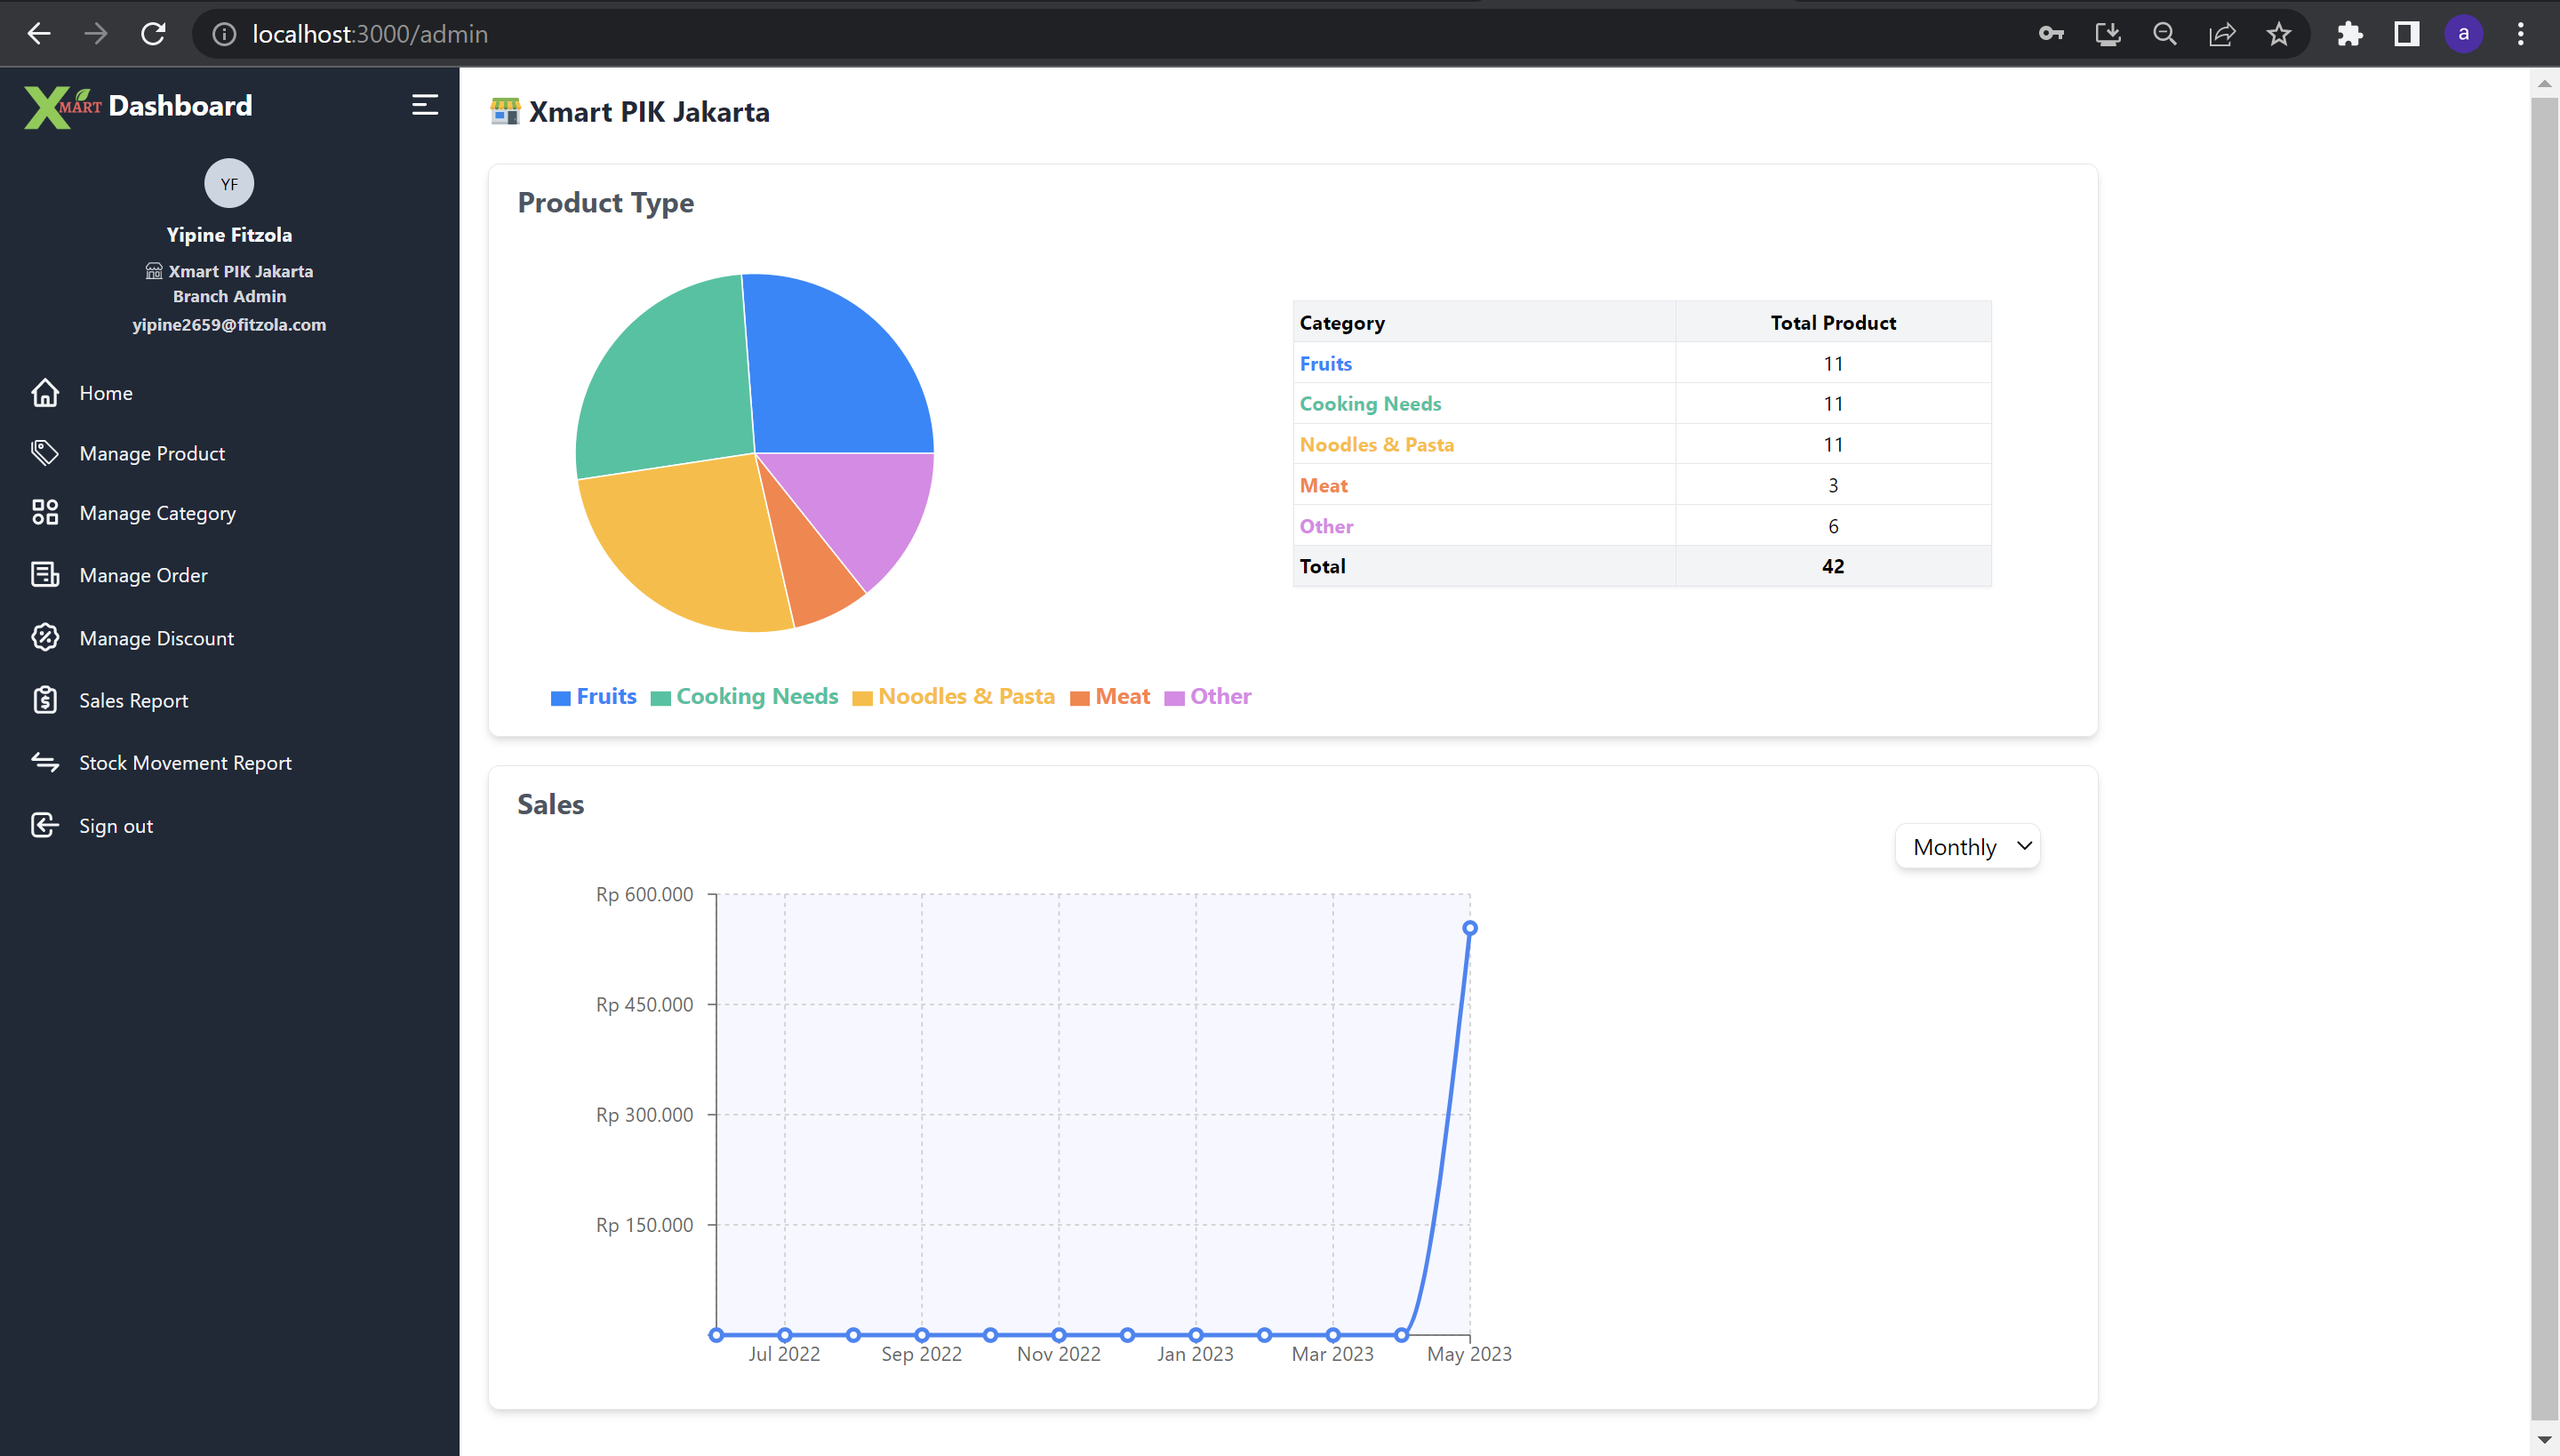 localhost:3000/admin
a
XMART Dashboard
YF
Yipine Fitzola
Xmart PIK Jakarta
Branch Admin
yipine2659@fitzola.com
Home
Manage Product
Manage Category
Manage Order
Manage Discount
Sales Report
Stock Movement Report
Sign out
Xmart PIK Jakarta
Product Type
Category Total Product
Fruits 11
Cooking Needs 11
Noodles & Pasta 11
Meat 3
Other 6
Total 42
Fruits Cooking Needs Noodles & Pasta Meat Other
Sales
Monthly
Rp 600.000
Rp 450.000
Rp 300.000
Rp 150.000
Jul 2022 Sep 2022 Nov 2022 Jan 2023 Mar 2023 May 2023